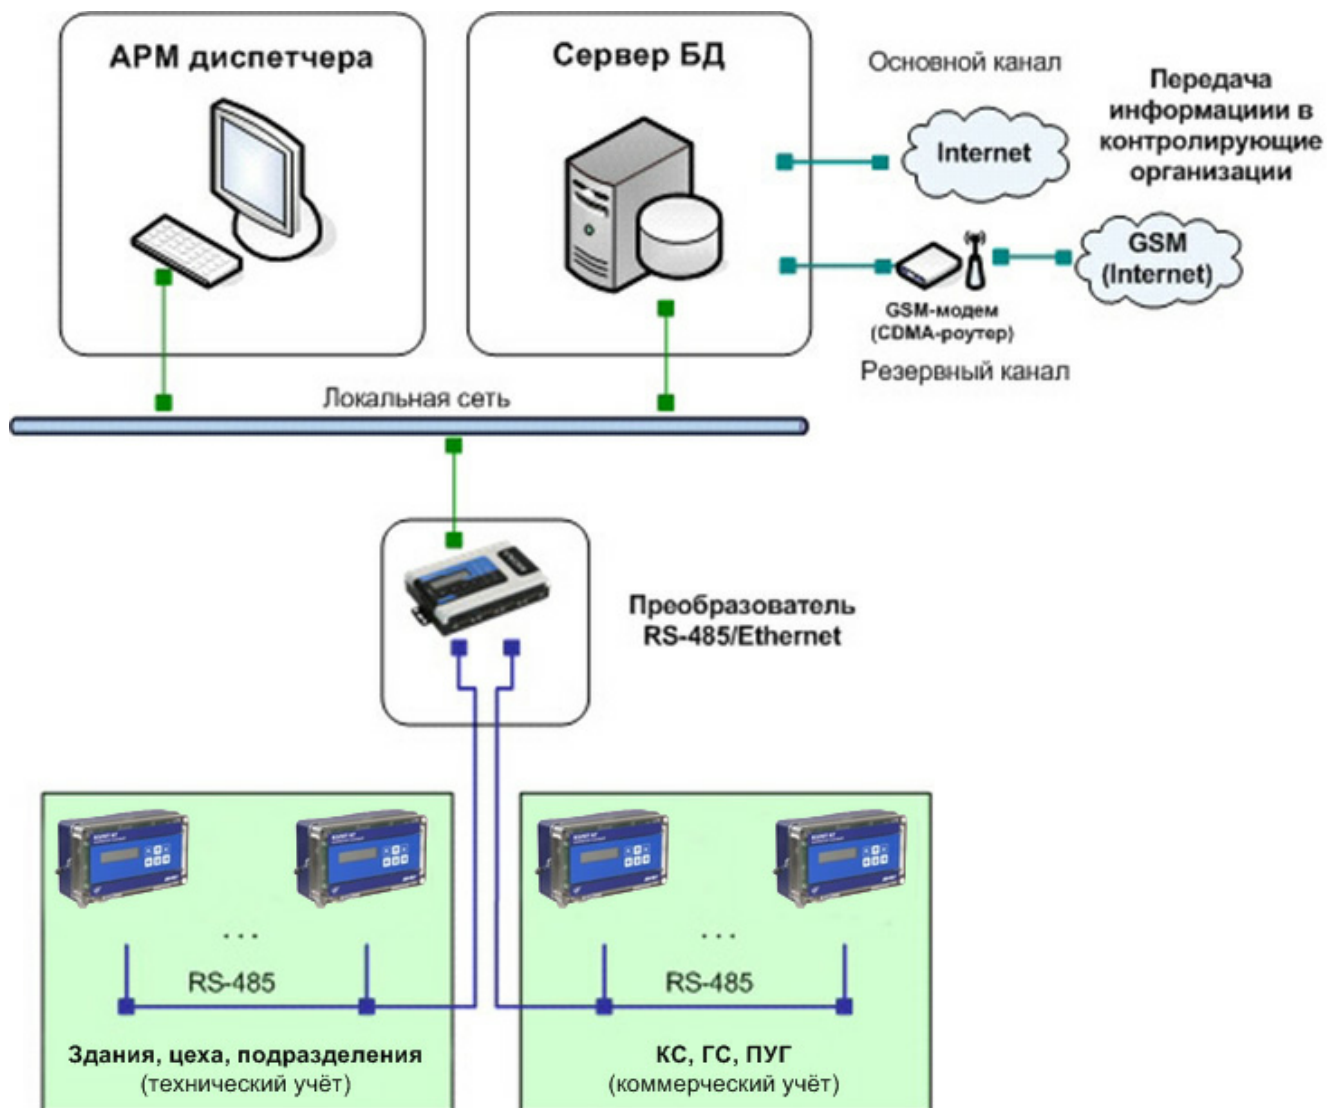 АРМ диспетчера
Сервер БД
Основной канал
Internet
Передача
информациии в
контролирующие
организации
GSM
(Internet)
GSM-модем
(CDMA-роутер)
Резервный канал
Локальная сеть
Преобразователь
RS-485/Ethernet
...
RS-485
Здания, цеха, подразделения
(технический учёт)
...
RS-485
КС, ГС, ПУГ
(коммерческий учёт)